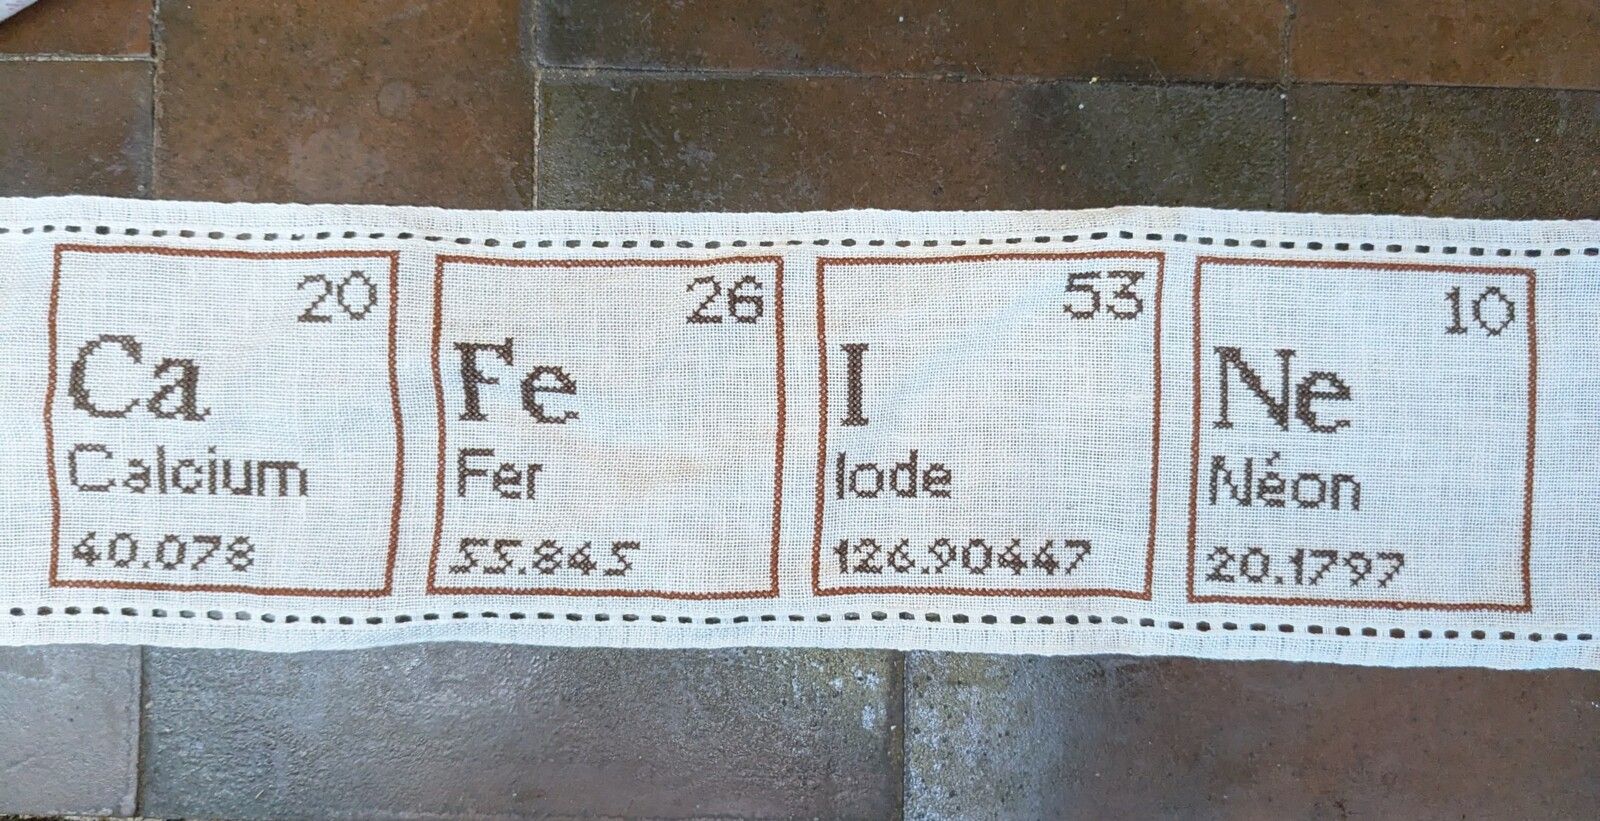 20
Ca
Calcium
40.078
26
Fe
Fer
55.845
53
I
Iode
126.90447
10
Ne
Néon
20.1797